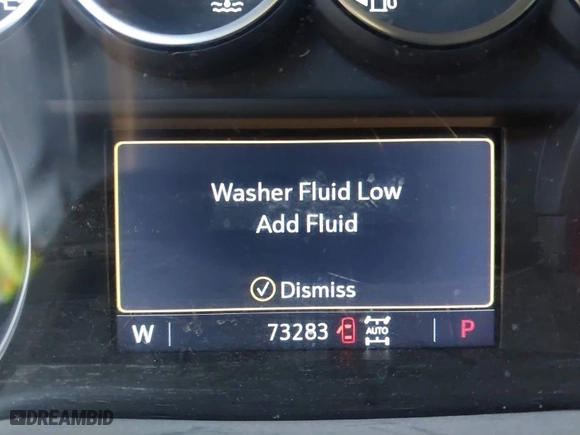 Washer Fluid Low
Add Fluid
Dismiss
W 73283 AUTO P
DREAMBID